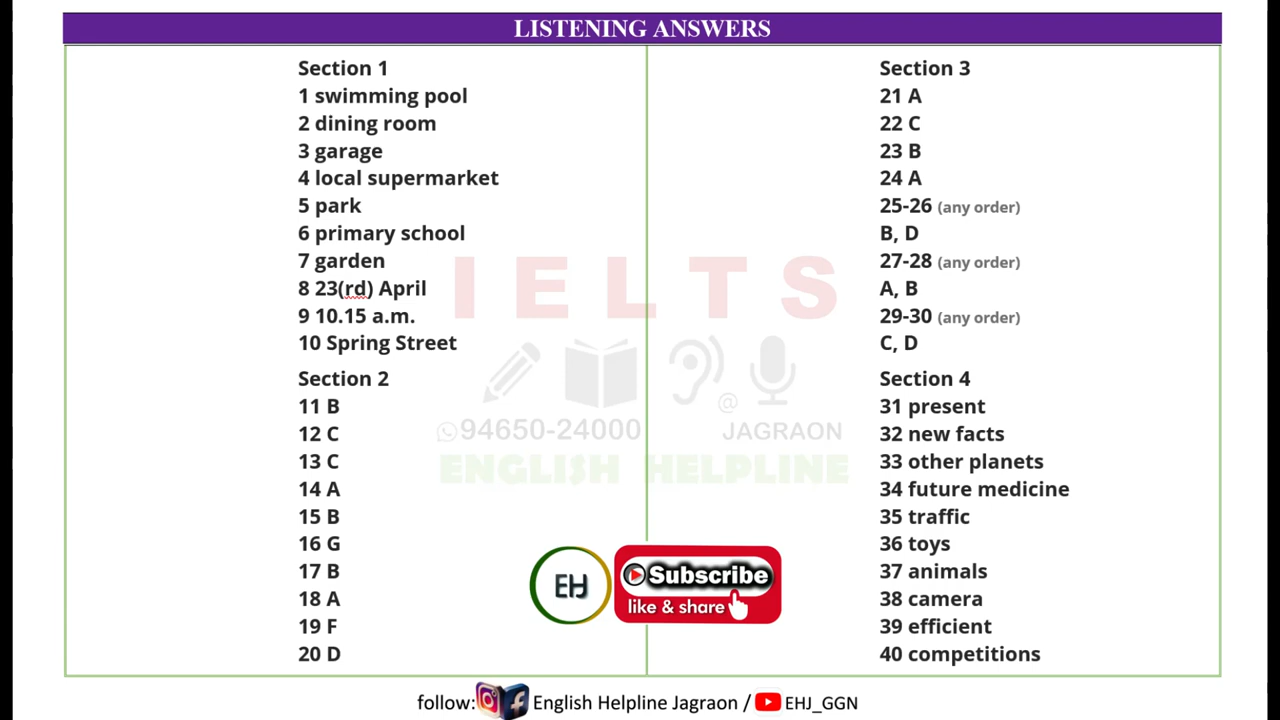 LISTENING ANSWERS
Section 1
1 swimming pool
2 dining room
3 garage
4 local supermarket
5 park
6 primary school
7 garden
8 23(rd) April
9 10.15 a.m.
10 Spring Street
Section 2
11 B
12 C
13 C
14 A
15 B
16 G
17 B
18 A
19 F
20 D
Section 3
21 A
22 C
23 B
24 A
25-26 (any order)
B, D
27-28 (any order)
A, B
29-30 (any order)
C, D
Section 4
31 present
32 new facts
33 other planets
34 future medicine
35 traffic
36 toys
37 animals
38 camera
39 efficient
40 competitions
IELTS
@
94650-24000 JAGRAON
ENGLISH HELPLINE
EHJ
Subscribe
like & share
follow: English Helpline Jagraon / EHJ_GGN